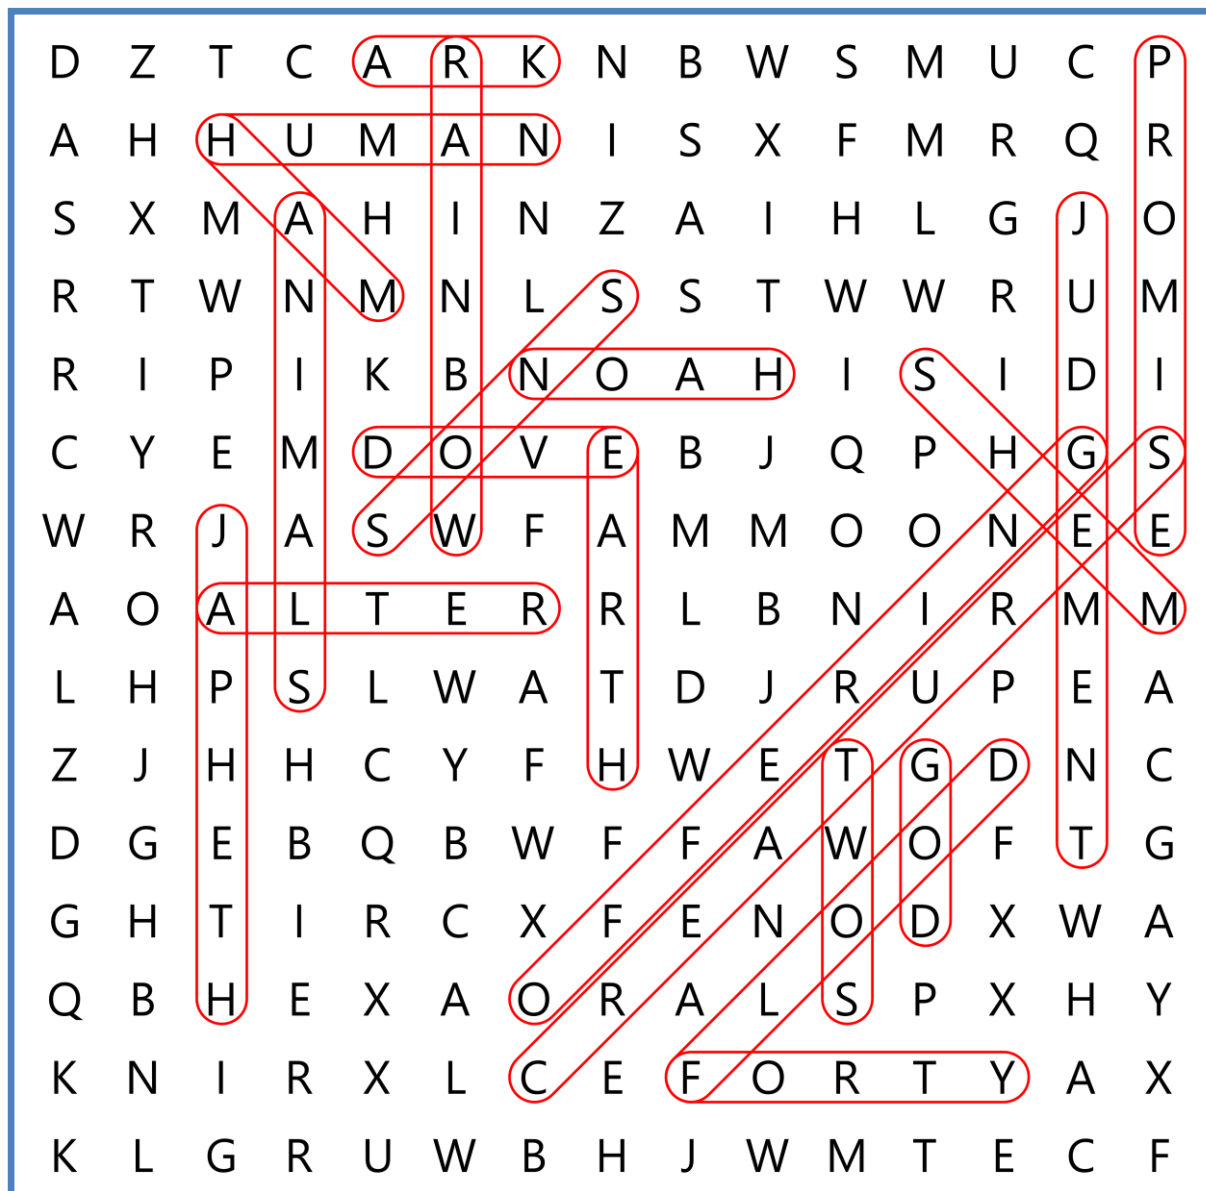 D Z T C A R K N B W S M U C P
A H H U M A N I S X F M R Q R
S X M A H I N Z A I H L G J O
R T W N M N L S S T W W R U M
R I P I K B N O A H I S I D I
C Y E M D O V E B J Q P H G S
W R J A S W F A M M O O N E E
A O A L T E R R L B N I R M M
L H P S L W A T D J R U P E A
Z J H H C Y F H W E T G D N C
D G E B Q B W F F A W O F T G
G H T I R C X F E N O D X W A
Q B H E X A O R A L S P X H Y
K N I R X L C E F O R T Y A X
K L G R U W B H J W M T E C F